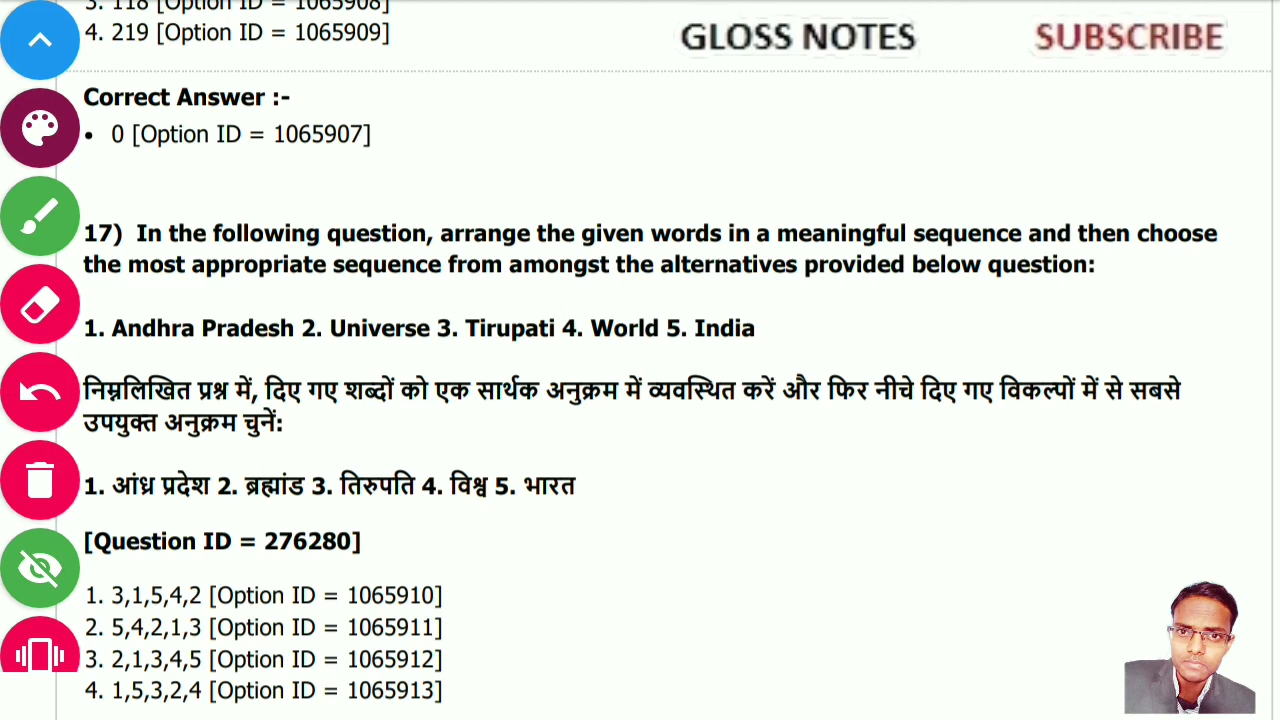 3. 118 [Option ID = 1065908]
4. 219 [Option ID = 1065909]
GLOSS NOTES
SUBSCRIBE
Correct Answer :-
• 0 [Option ID = 1065907]
17) In the following question, arrange the given words in a meaningful sequence and then choose
the most appropriate sequence from amongst the alternatives provided below question:
1. Andhra Pradesh 2. Universe 3. Tirupati 4. World 5. India
निम्नलिखित प्रश्न में, दिए गए शब्दों को एक सार्थक अनुक्रम में व्यवस्थित करें और फिर नीचे दिए गए विकल्पों में से सबसे
उपयुक्त अनुक्रम चुनें:
1. आंध्र प्रदेश 2. ब्रह्मांड 3. तिरुपति 4. विश्व 5. भारत
[Question ID = 276280]
1. 3,1,5,4,2 [Option ID = 1065910]
2. 5,4,2,1,3 [Option ID = 1065911]
3. 2,1,3,4,5 [Option ID = 1065912]
4. 1,5,3,2,4 [Option ID = 1065913]